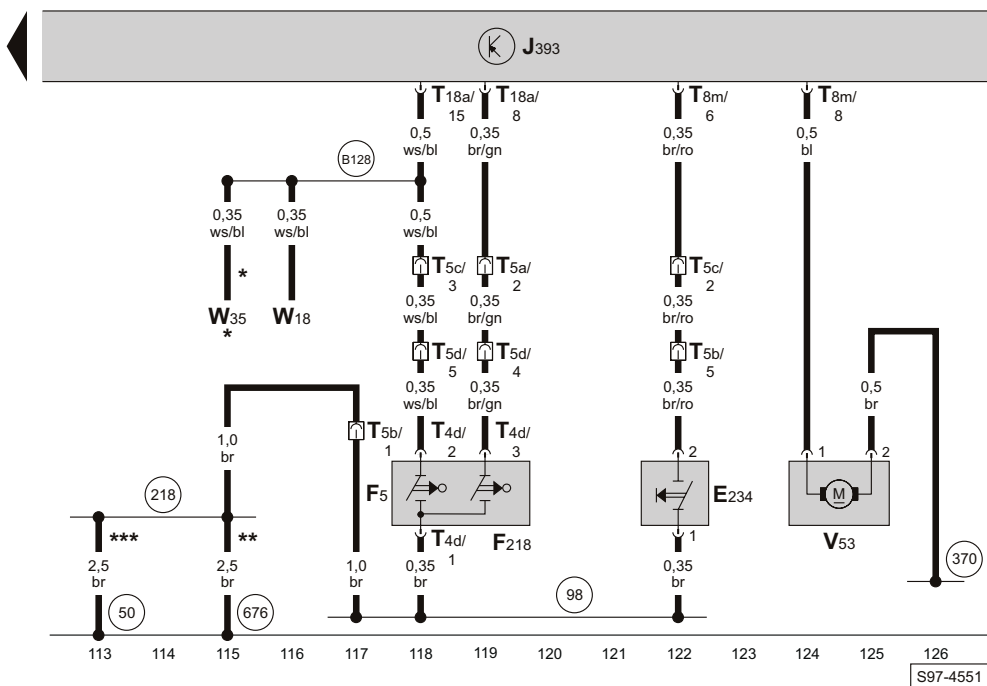 J393
T18a/ T18a/ T8m/ T8m/
15 8 6 8
0,5 0,35 0,35 0,5
ws/bl br/gn br/ro bl
B128
0,35 0,35 0,5
ws/bl ws/bl ws/bl
* T5c/ T5a/ T5c/
3 2 2
W35 W18
*
0,35 0,35 0,35
ws/bl br/gn br/ro
T5d/ T5d/ T5b/
5 4 5
0,35 0,35 0,35 0,5
ws/bl br/gn br/ro br
1,0 T5b/ T4d/ T4d/
br 1 2 3 2 1 2
F5 E234 M
218
*** ** T4d/ F218 1 V53
1
2,5 2,5 1,0 0,35 0,35 370
br br br br br
50 676 98
113 114 115 116 117 118 119 120 121 122 123 124 125 126
S97-4551